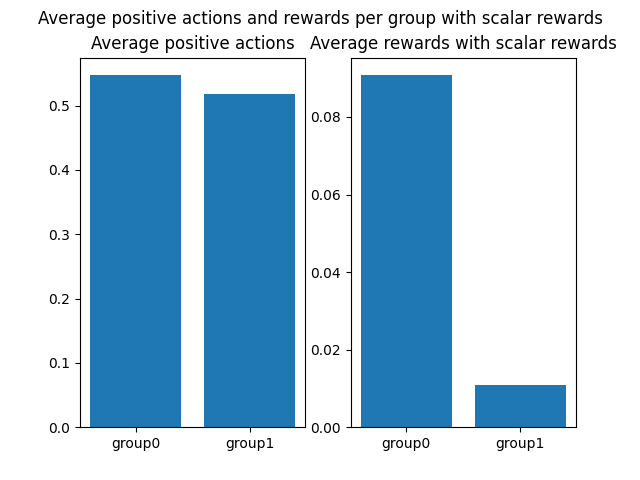 Average positive actions and rewards per group with scalar rewards
Average positive actions
0.5
0.4
0.3
0.2
0.1
0.0
group0 group1
Average rewards with scalar rewards
0.08
0.06
0.04
0.02
0.00
group0 group1